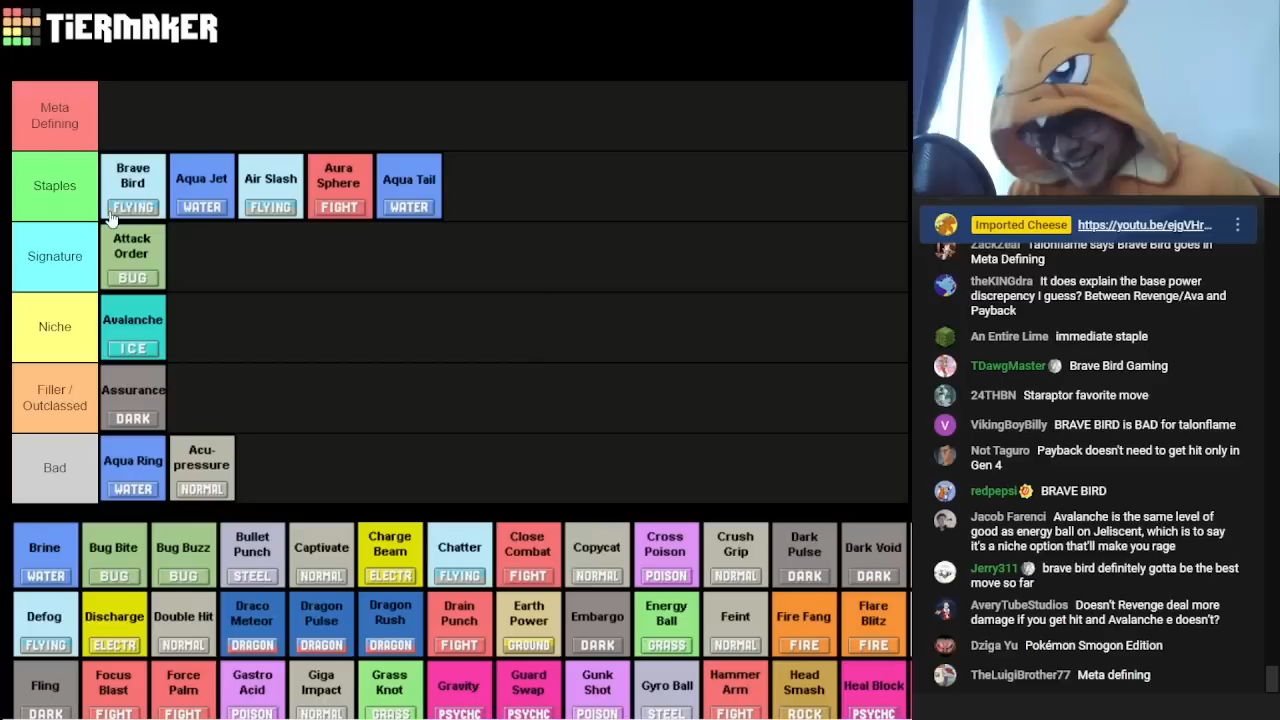 TiERMAKER
Meta
Defining
Staples
Brave
Bird
FLYING
Aqua Jet
WATER
Air Slash
FLYING
Aura
Sphere
FIGHT
Aqua Tail
WATER
Signature
Attack
Order
BUG
Niche
Avalanche
ICE
Filler /
Outclassed
Assurance
DARK
Bad
Aqua Ring
WATER
Acu-
pressure
NORMAL
Brine
WATER
Bug Bite
BUG
Bug Buzz
BUG
Bullet
Punch
STEEL
Captivate
NORMAL
Charge
Beam
ELECTR
Chatter
FLYING
Close
Combat
FIGHT
Copycat
NORMAL
Cross
Poison
POISON
Crush
Grip
NORMAL
Dark
Pulse
DARK
Dark Void
DARK
Defog
FLYING
Discharge
ELECTR
Double Hit
NORMAL
Draco
Meteor
DRAGON
Dragon
Pulse
DRAGON
Dragon
Rush
DRAGON
Drain
Punch
FIGHT
Earth
Power
GROUND
Embargo
DARK
Energy
Ball
GRASS
Feint
NORMAL
Fire Fang
FIRE
Flare
Blitz
FIRE
Fling
DARK
Focus
Blast
FIGHT
Force
Palm
FIGHT
Gastro
Acid
POISON
Giga
Impact
NORMAL
Grass
Knot
GRASS
Gravity
PSYCHC
Guard
Swap
PSYCHC
Gunk
Shot
POISON
Gyro Ball
STEEL
Hammer
Arm
FIGHT
Head
Smash
ROCK
Heal Block
PSYCHC
Imported Cheese https://youtu.be/ejgVHr...
ZackZeal Talonflame says Brave Bird goes in
Meta Defining
theKINGdra It does explain the base power
discrepency I guess? Between Revenge/Ava and
Payback
An Entire Lime immediate staple
TDawgMaster Brave Bird Gaming
24THBN Staraptor favorite move
V VikingBoyBilly BRAVE BIRD is BAD for talonflame
Not Taguro Payback doesn't need to get hit only in
Gen 4
redpepsi BRAVE BIRD
Jacob Farenci Avalanche is the same level of
good as energy ball on Jeliscent, which is to say
it's a niche option that'll make you rage
Jerry311 brave bird definitely gotta be the best
move so far
AveryTubeStudios Doesn't Revenge deal more
damage if you get hit and Avalanche e doesn't?
Dziga Yu Pokémon Smogon Edition
TheLuigiBrother77 Meta defining